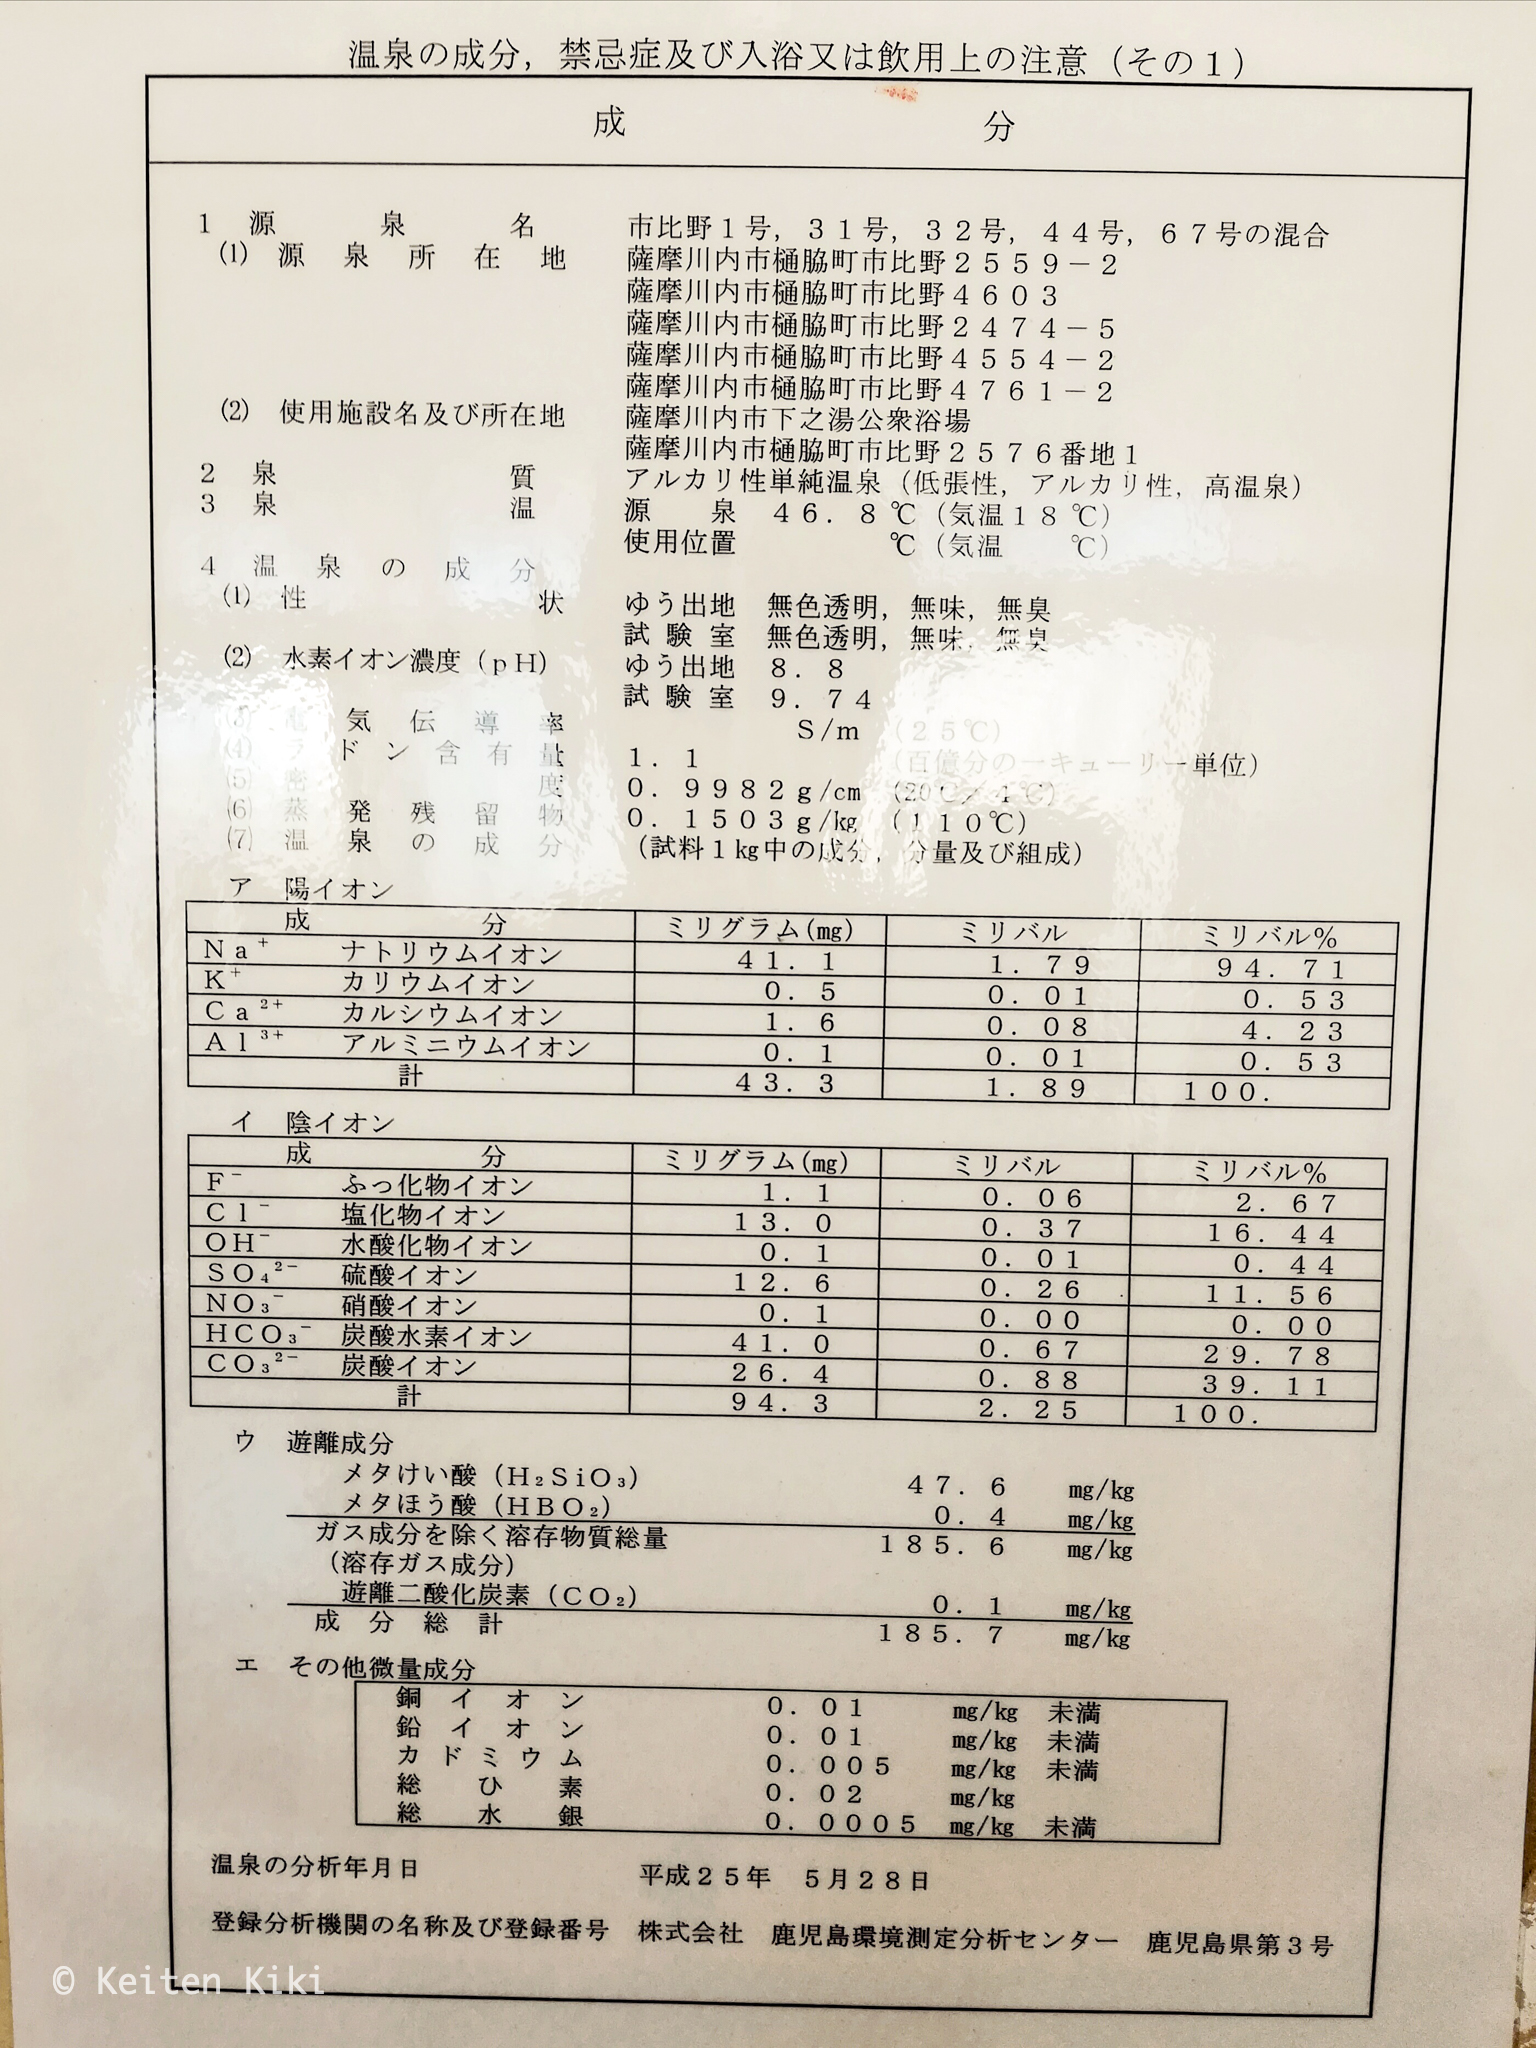 温泉の成分，禁忌症及び入浴又は飲用上の注意（その１）
成　　　　分
１　源　泉　名　市比野１号，３１号，３２号，４４号，６７号の混合
⑴　源泉所在地　薩摩川内市樋脇町市比野２５５９－２
薩摩川内市樋脇町市比野４６０３
薩摩川内市樋脇町市比野２４７４－５
薩摩川内市樋脇町市比野４５５４－２
薩摩川内市樋脇町市比野４７６１－２
⑵　使用施設名及び所在地　薩摩川内市下之湯公衆浴場
薩摩川内市樋脇町市比野２５７６番地１
２　泉　質　アルカリ性単純温泉（低張性，アルカリ性，高温泉）
３　泉　温　源　泉　４６．８℃（気温１８℃）
使用位置　　℃（気温　　℃）
４　温泉の成分
⑴　性　状　ゆう出地　無色透明，無味，無臭
試験室　無色透明，無味，無臭
⑵　水素イオン濃度（ｐＨ）　ゆう出地　８．８
試験室　９．７４
⑶　電気伝導率　Ｓ/ｍ　（２５℃）
⑷　ラドン含有量　１．１　（百億分の一キューリー単位）
⑸　密度　０．９９８２ｇ/㎝　（20℃／４℃）
⑹　蒸発残留物　０．１５０３ｇ/㎏　（１１０℃）
⑺　温泉の成分　（試料１㎏中の成分，分量及び組成）
ア　陽イオン
成　分　ミリグラム(㎎)　ミリバル　ミリバル％
Ｎａ⁺　ナトリウムイオン　４１．１　１．７９　９４．７１
Ｋ⁺　カリウムイオン　０．５　０．０１　０．５３
Ｃａ²⁺　カルシウムイオン　１．６　０．０８　４．２３
Ａｌ³⁺　アルミニウムイオン　０．１　０．０１　０．５３
計　４３．３　１．８９　１００．
イ　陰イオン
成　分　ミリグラム(㎎)　ミリバル　ミリバル％
Ｆ⁻　ふっ化物イオン　１．１　０．０６　２．６７
Ｃｌ⁻　塩化物イオン　１３．０　０．３７　１６．４４
ＯＨ⁻　水酸化物イオン　０．１　０．０１　０．４４
ＳＯ₄²⁻　硫酸イオン　１２．６　０．２６　１１．５６
ＮＯ₃⁻　硝酸イオン　０．１　０．００　０．００
ＨＣＯ₃⁻　炭酸水素イオン　４１．０　０．６７　２９．７８
ＣＯ₃²⁻　炭酸イオン　２６．４　０．８８　３９．１１
計　９４．３　２．２５　１００．
ウ　遊離成分
メタけい酸（Ｈ₂ＳｉＯ₃）　４７．６　㎎/㎏
メタほう酸（ＨＢＯ₂）　０．４　㎎/㎏
ガス成分を除く溶存物質総量　１８５．６　㎎/㎏
（溶存ガス成分）
遊離二酸化炭素（ＣＯ₂）　０．１　㎎/㎏
成分総計　１８５．７　㎎/㎏
エ　その他微量成分
銅イオン　０．０１　㎎/㎏　未満
鉛イオン　０．０１　㎎/㎏　未満
カドミウム　０．００５　㎎/㎏　未満
総ひ素　０．０２　㎎/㎏
総水銀　０．０００５　㎎/㎏　未満
温泉の分析年月日　平成２５年　５月２８日
登録分析機関の名称及び登録番号　株式会社　鹿児島環境測定分析センター　鹿児島県第３号
© Keiten Kiki